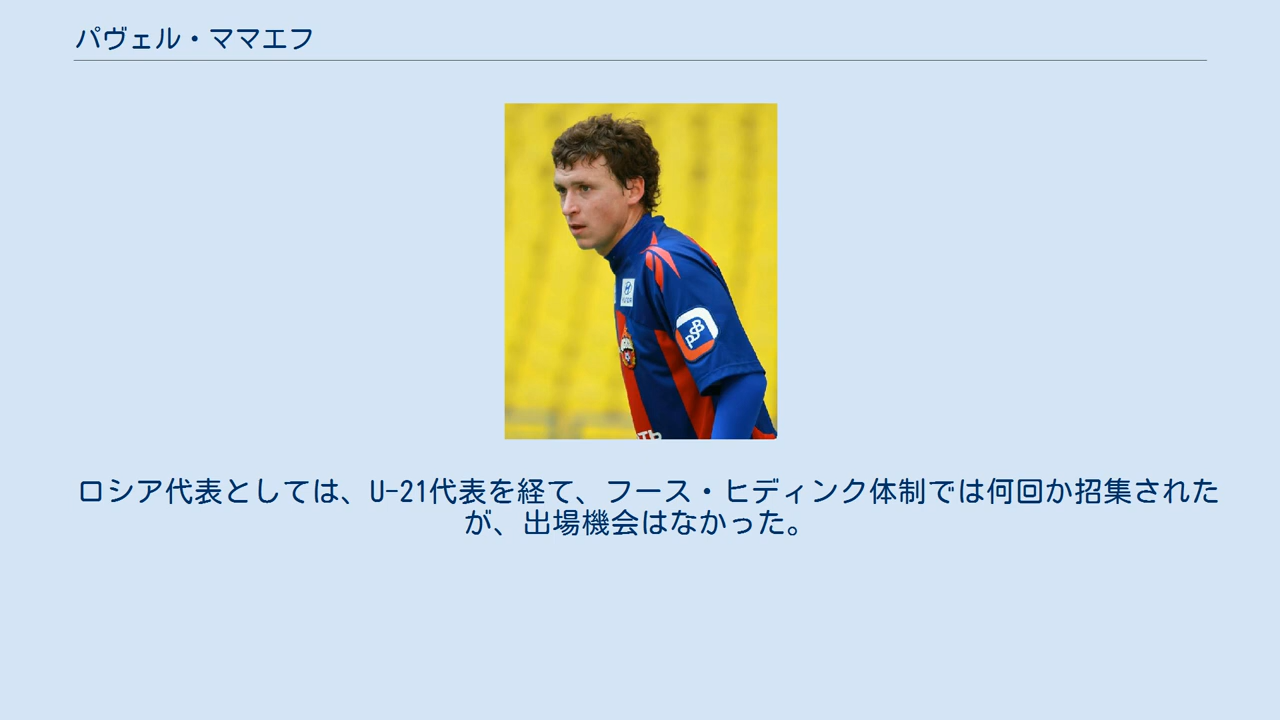 パヴェル・ママエフ
PSB
ть
ロシア代表としては、U-21代表を経て、フース・ヒディンク体制では何回か招集された
が、出場機会はなかった。